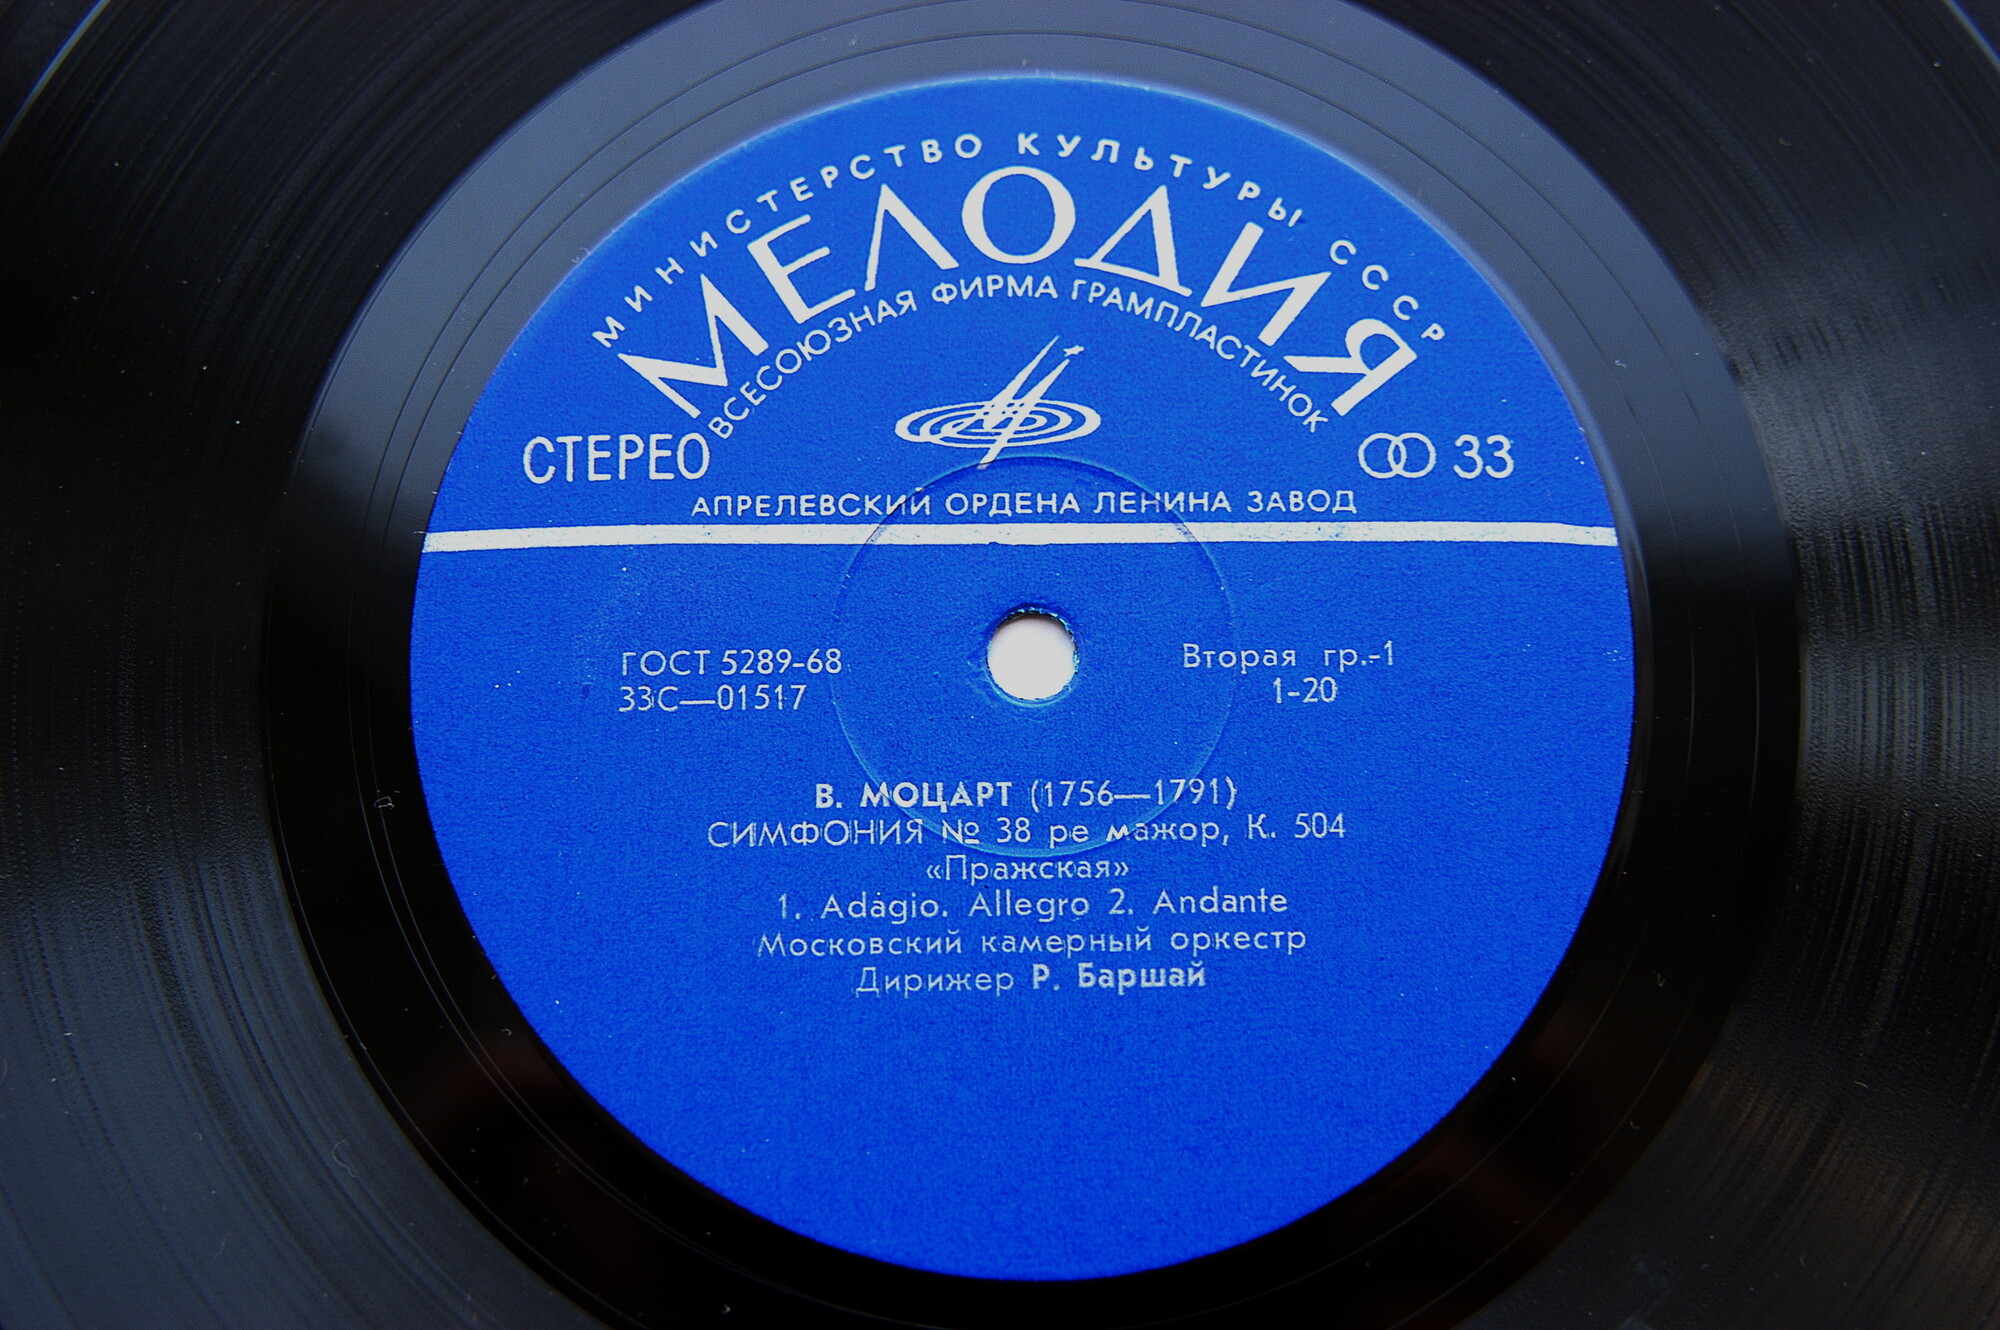 МИНИСТЕРСТВО КУЛЬТУРЫ СССР
МЕЛОДИЯ
ВСЕСОЮЗНАЯ ФИРМА ГРАМПЛАСТИНОК
СТЕРЕО
33
АПРЕЛЕВСКИЙ ОРДЕНА ЛЕНИНА ЗАВОД
ГОСТ 5289-68
33С—01517
Вторая гр.-1
1-20
В. МОЦАРТ (1756—1791)
СИМФОНИЯ № 38 ре мажор, К. 504
«Пражская»
1. Adagio. Allegro 2. Andante
Московский камерный оркестр
Дирижер Р. Баршай